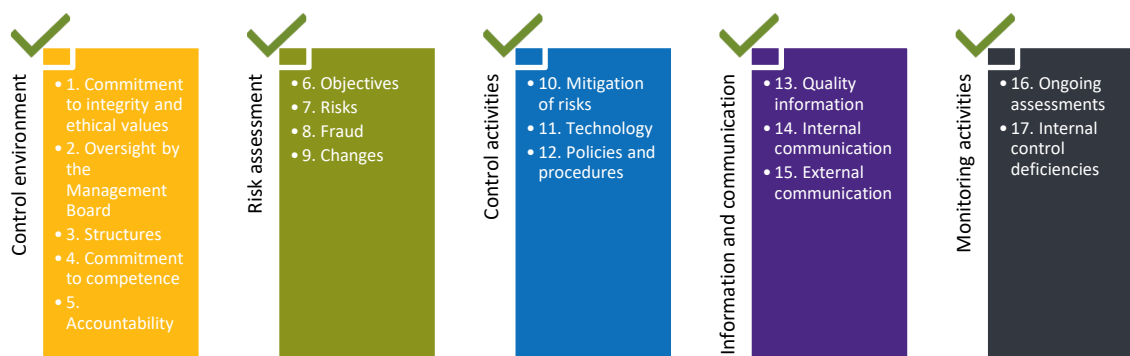 Control environment
• 1. Commitment
to integrity and
ethical values
• 2. Oversight by
the
Management
Board
• 3. Structures
• 4. Commitment
to competence
• 5.
Accountability
Risk assessment
• 6. Objectives
• 7. Risks
• 8. Fraud
• 9. Changes
Control activities
• 10. Mitigation
of risks
• 11. Technology
• 12. Policies and
procedures
Information and communication
• 13. Quality
information
• 14. Internal
communication
• 15. External
communication
Monitoring activities
• 16. Ongoing
assessments
• 17. Internal
control
deficiencies